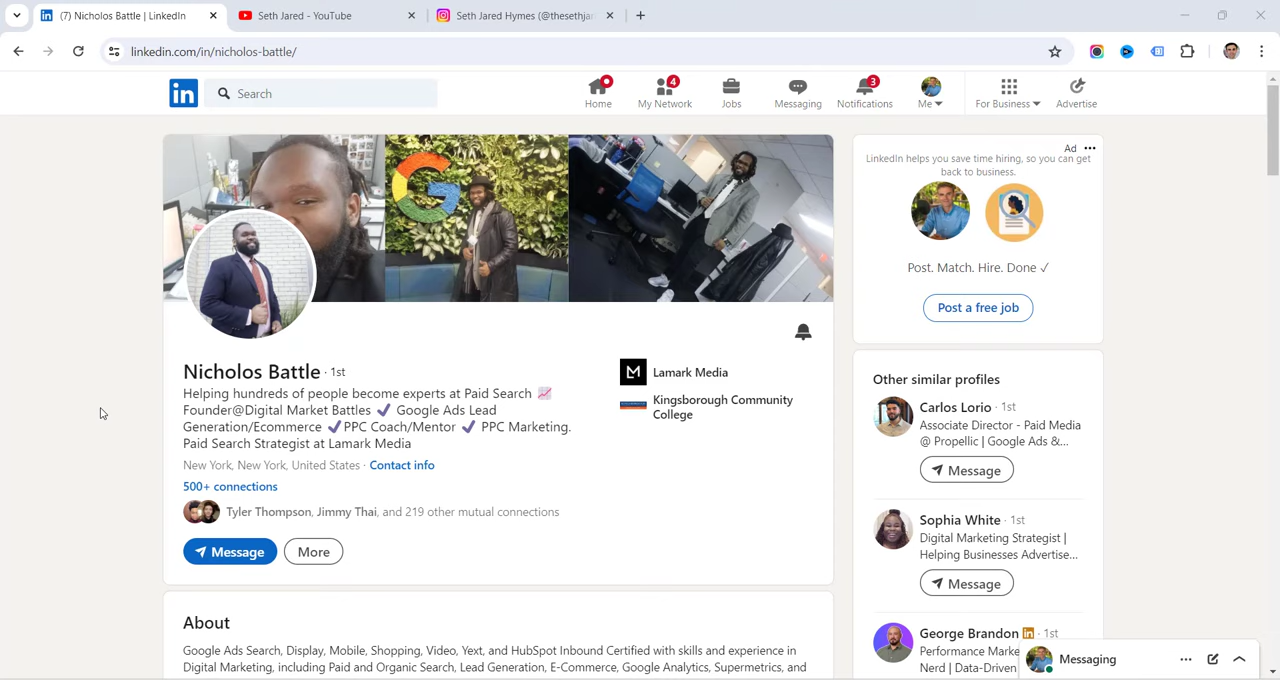 (7) Nicholos Battle | LinkedIn
Seth Jared - YouTube
Seth Jared Hymes (@thesethjar
linkedin.com/in/nicholos-battle/
in
Search
Home
4
My Network
Jobs
Messaging
3
Notifications
Me
For Business
Advertise
Ad
LinkedIn helps you save time hiring, so you can get
back to business.
Post. Match. Hire. Done ✓
Post a free job
Nicholos Battle · 1st
Helping hundreds of people become experts at Paid Search 📈
Founder@Digital Market Battles ✔ Google Ads Lead
Generation/Ecommerce ✔PPC Coach/Mentor ✔ PPC Marketing.
Paid Search Strategist at Lamark Media
New York, New York, United States · Contact info
500+ connections
Tyler Thompson, Jimmy Thai, and 219 other mutual connections
Message
More
Lamark Media
Kingsborough Community
College
About
Google Ads Search, Display, Mobile, Shopping, Video, Yext, and HubSpot Inbound Certified with skills and experience in
Digital Marketing, including Paid and Organic Search, Lead Generation, E-Commerce, Google Analytics, Supermetrics, and
Other similar profiles
Carlos Lorio · 1st
Associate Director - Paid Media
@ Propellic | Google Ads &...
Message
Sophia White · 1st
Digital Marketing Strategist |
Helping Businesses Advertise...
Message
George Brandon in · 1st
Performance Marke
Nerd | Data-Driven
Messaging